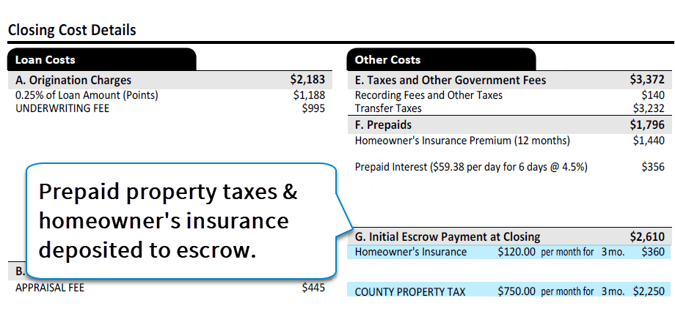 Closing Cost Details
Loan Costs
A. Origination Charges $2,183
0.25% of Loan Amount (Points) $1,188
UNDERWRITING FEE $995
Prepaid property taxes &
homeowner's insurance
deposited to escrow.
B.
APPRAISAL FEE $445
Other Costs
E. Taxes and Other Government Fees $3,372
Recording Fees and Other Taxes $140
Transfer Taxes $3,232
F. Prepaids $1,796
Homeowner's Insurance Premium (12 months) $1,440
Prepaid Interest ($59.38 per day for 6 days @ 4.5%) $356
G. Initial Escrow Payment at Closing $2,610
Homeowner's Insurance $120.00 per month for 3 mo. $360
COUNTY PROPERTY TAX $750.00 per month for 3 mo. $2,250